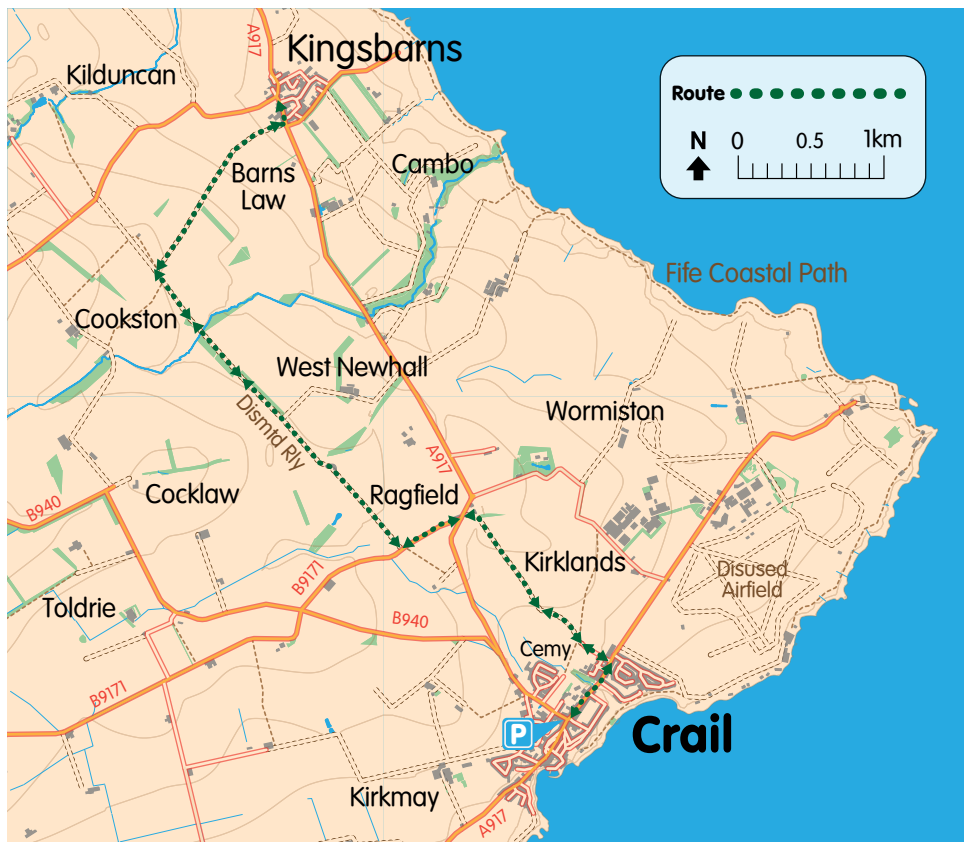 A917
Kingsbarns
Kilduncan
Route
N
0 0.5 1km
Cambo
Barns
Law
Fife Coastal Path
Cookston
West Newhall
Dismtd Rly
Wormiston
A917
Cocklaw
Ragfield
B940
Kirklands
Disused
Airfield
B9171
Toldrie
B940
Cemy
B9171
P
Crail
Kirkmay
A917